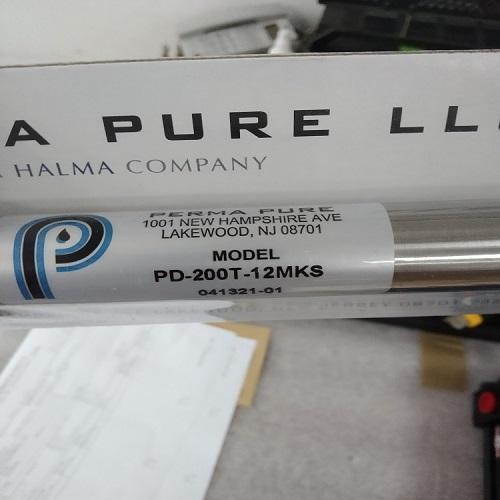 A PURE LL
A HALMA COMPANY
PERMA PURE
1001 NEW HAMPSHIRE AVE
LAKEWOOD, NJ 08701
MODEL
PD-200T-12MKS
041321-01